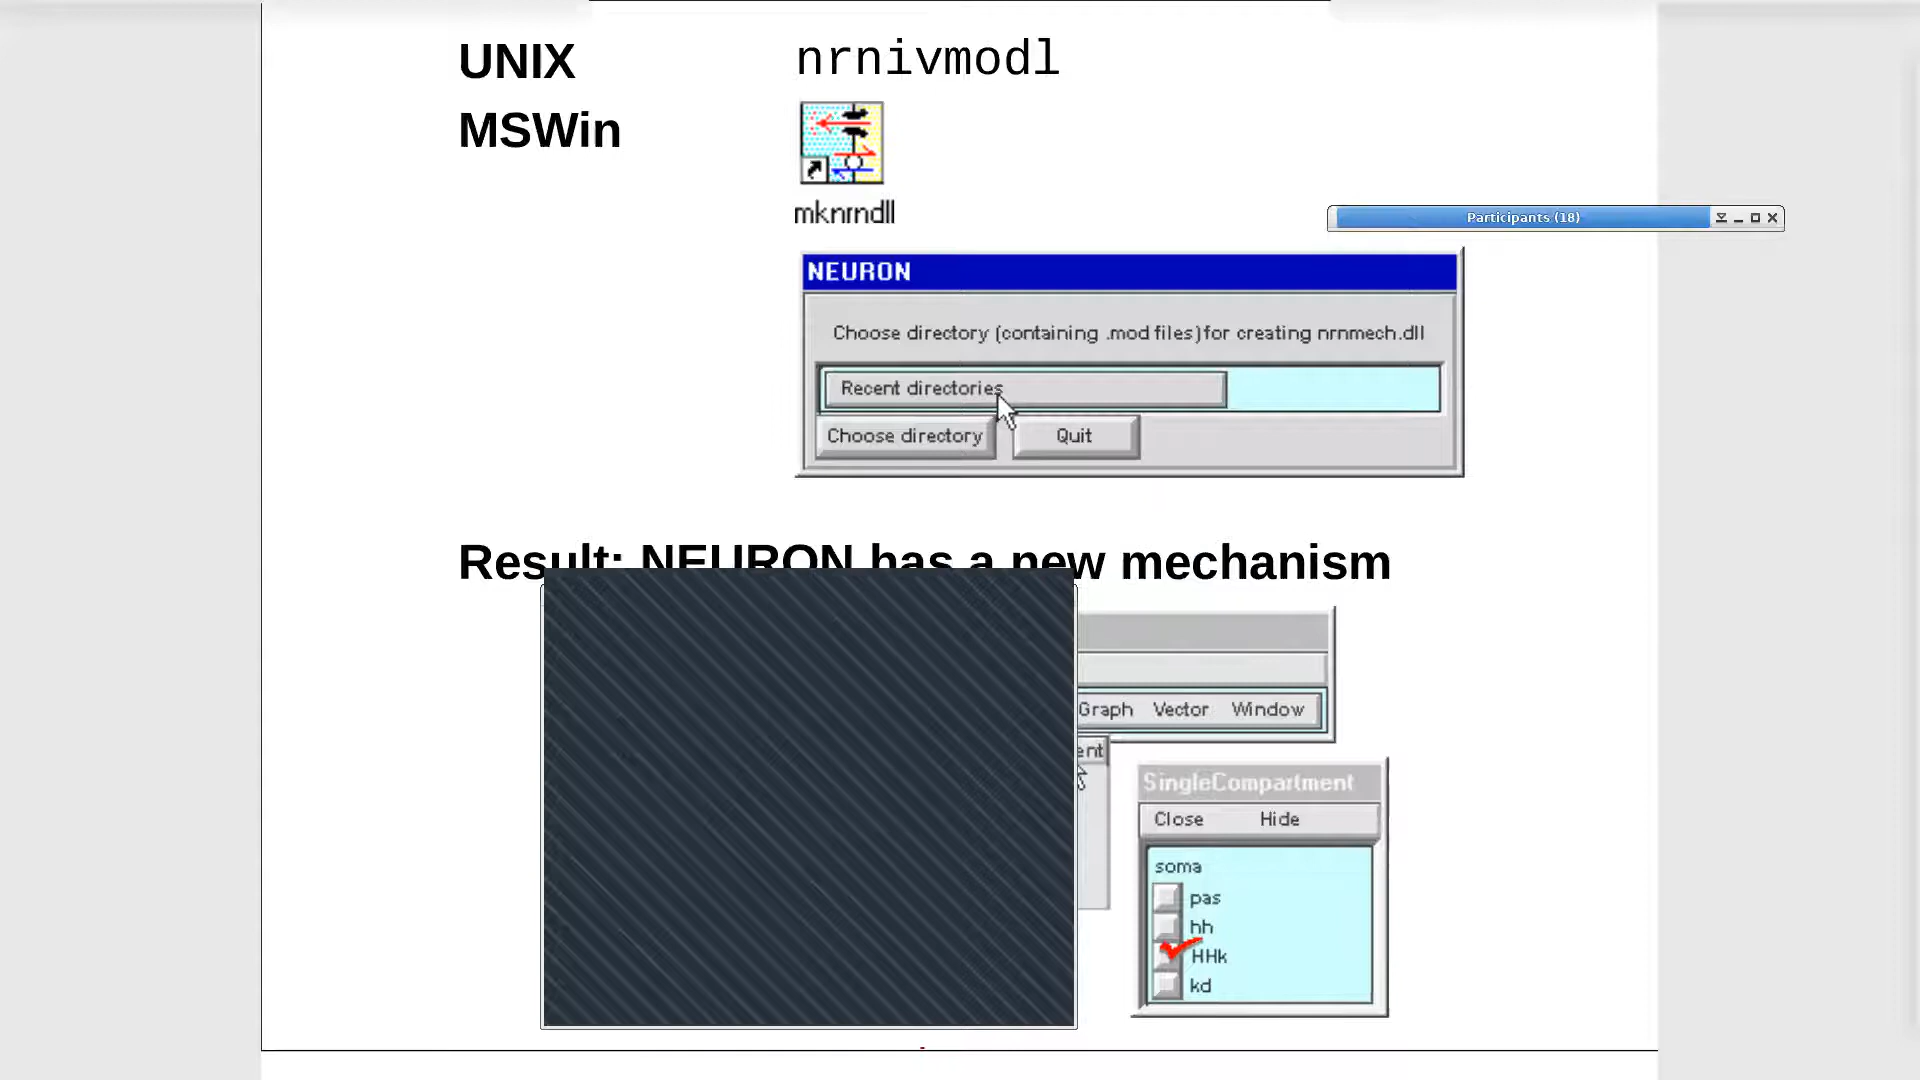 UNIX nrnivmodl
MSWin
mknrndll
Participants (18)
NEURON
Choose directory (containing .mod files)for creating nrnmech.dll
Recent directories
Choose directory Quit
Result: NEURON has a new mechanism
Graph Vector Window
ent
SingleCompartment
Close Hide
soma
pas
hh
HHk
kd